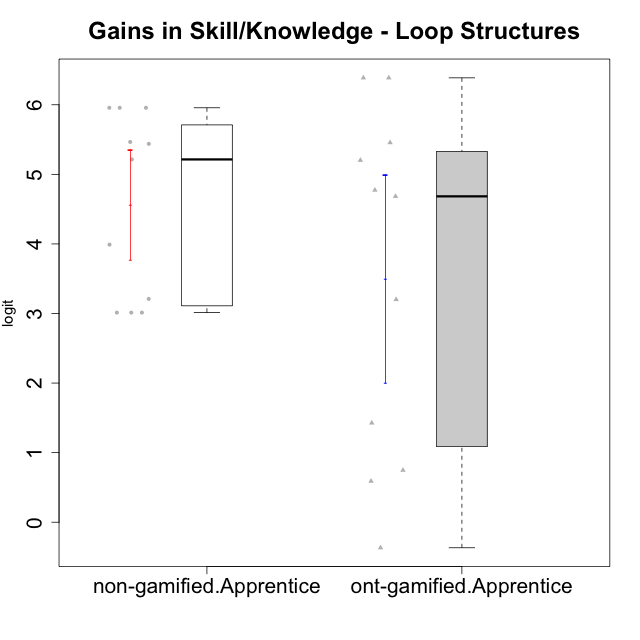 Gains in Skill/Knowledge - Loop Structures
logit
6
5
4
3
2
1
0
non-gamified.Apprentice
ont-gamified.Apprentice